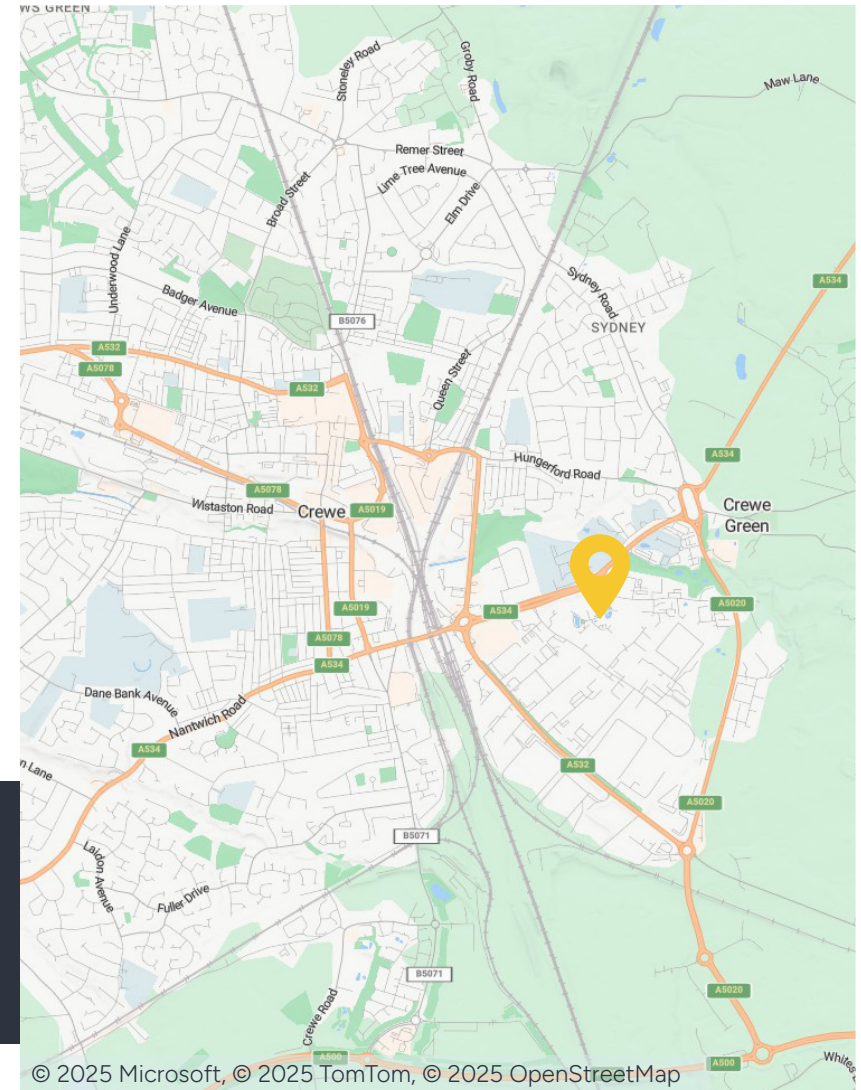 WS GREEN
Stoneley Road
Groby Road
Maw Lane
Remer Street
Lime Tree Avenue
Elm Drive
Broad Street
Underwood Lane
Badger Avenue
Sydney Road
A534
B5076
SYDNEY
A532
A5078
A532
Queen Street
A534
Hungerford Road
A5078
Wistaston Road
Crewe
A5019
Crewe
Green
A5019
A534
A5020
A5078
A534
Dane Bank Avenue
Nantwich Road
A534
n Lane
A532
A5020
B5071
Laidon Avenue
Fuller Drive
B5071
A5020
Crewe Road
A500
A500
Whites
© 2025 Microsoft, © 2025 TomTom, © 2025 OpenStreetMap